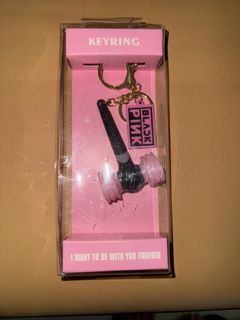 KEYRING
BLACK
PINK
I WANT TO BE WITH YOU FOREVER